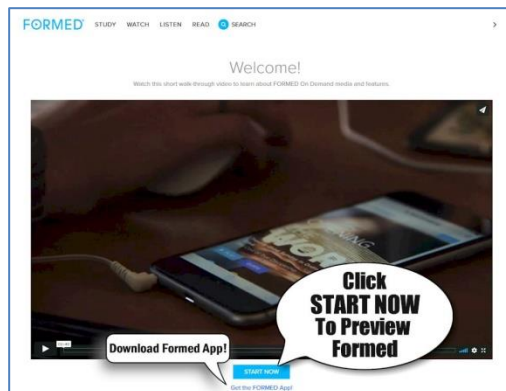 FORMED
STUDY WATCH LISTEN READ SEARCH
Welcome!
Watch this short walk-through video to learn about FORMED On Demand media and features.
Click
START NOW
To Preview
Formed
Download Formed App!
START NOW
Get the FORMED App!